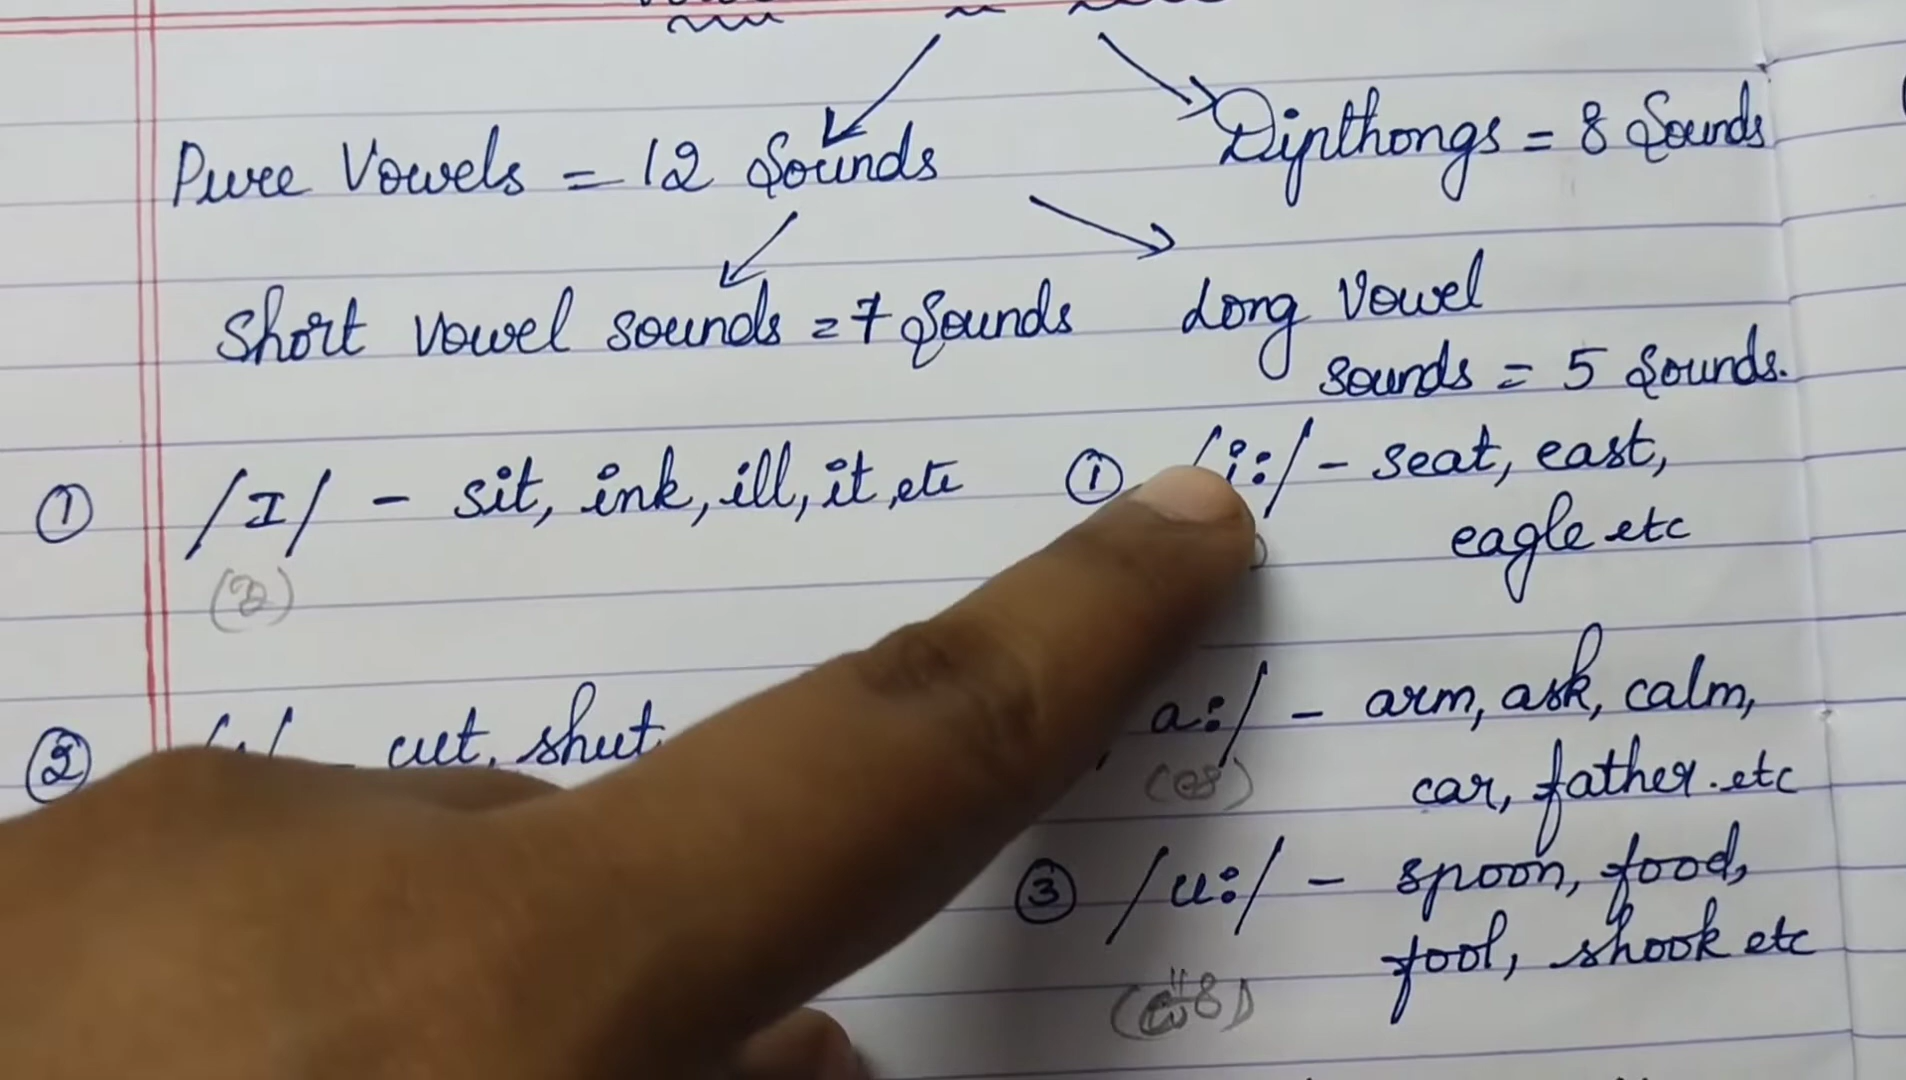 Pure Vowels = 12 Sounds
Dipthongs = 8 Sounds
Short vowel sounds = 7 Sounds
Long Vowel
sounds = 5 Sounds.
① /I/ - sit, ink, ill, it, etc
① /i:/ - seat, east,
eagle etc
② cut, shut
a:/ - arm, ask, calm,
car, father. etc
③ /u:/ - spoon, food,
fool, shook etc